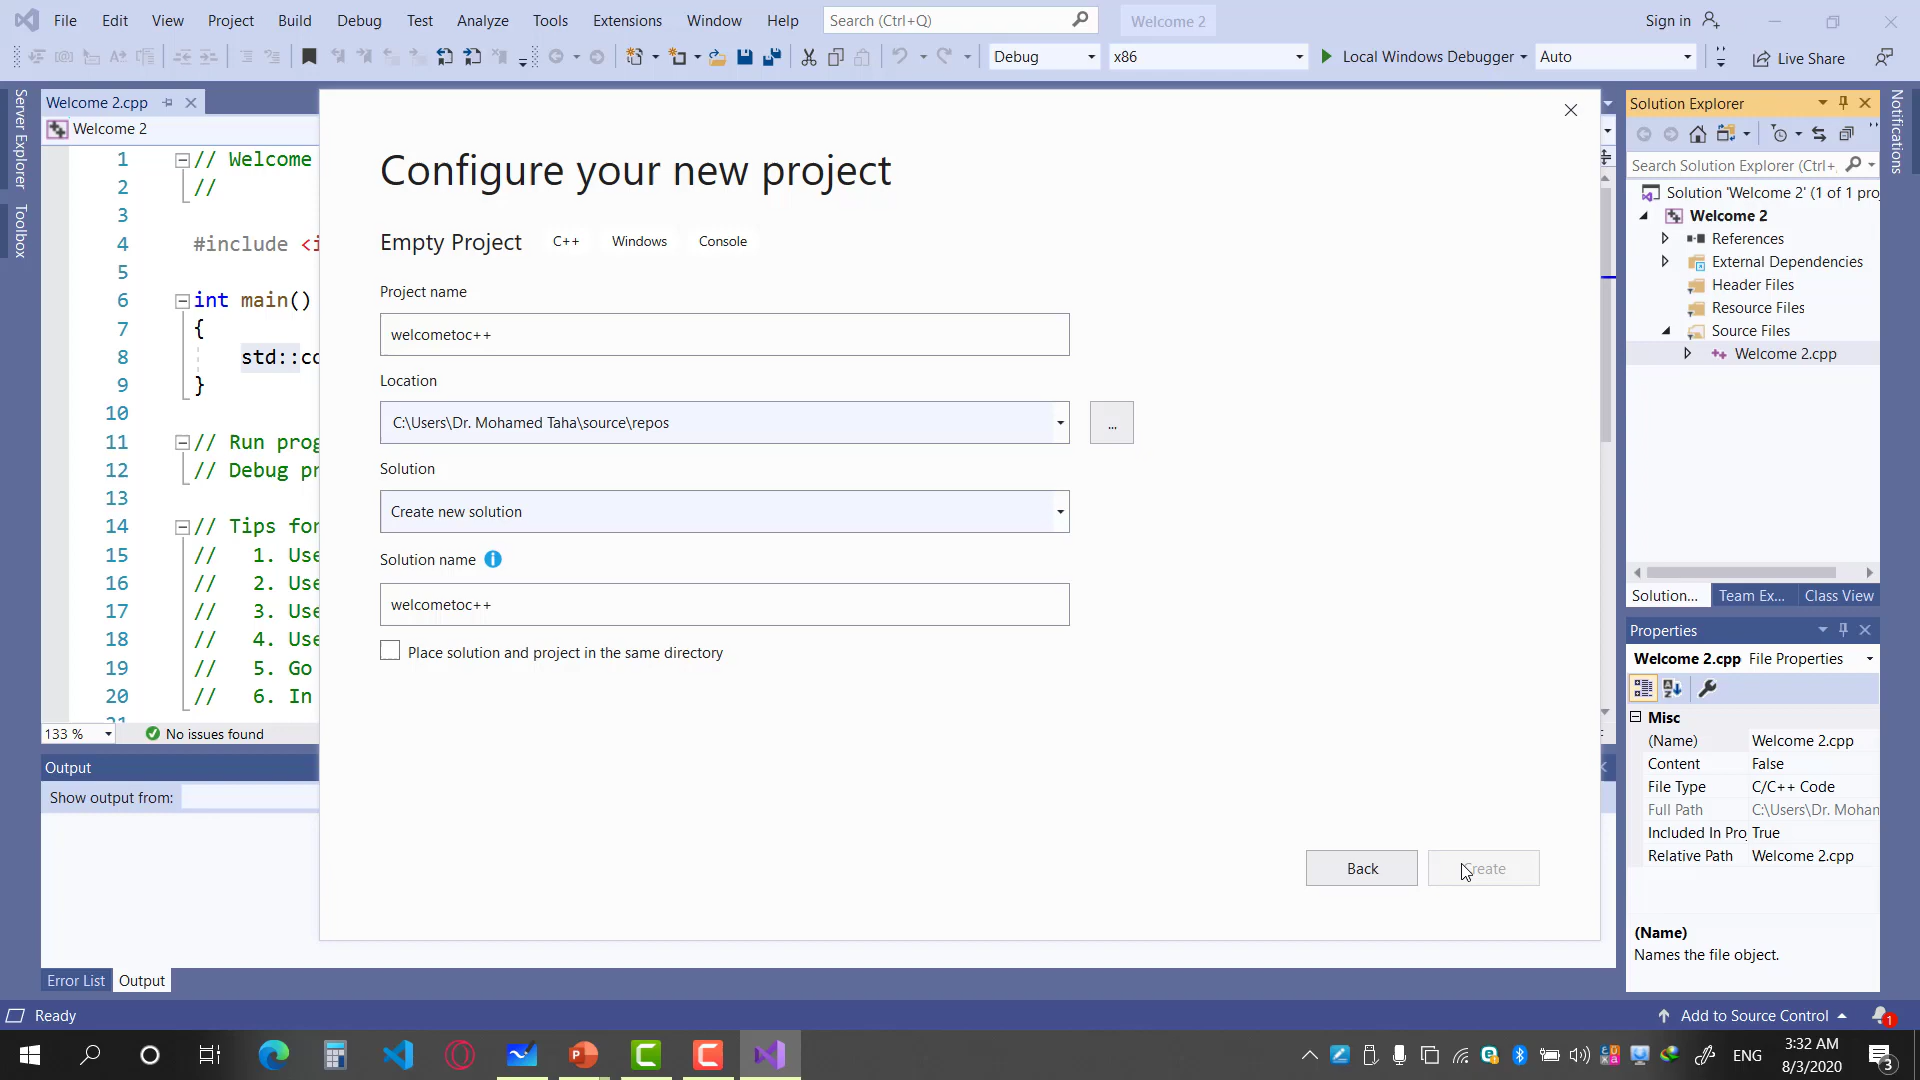 File Edit View Project Build Debug Test Analyze Tools Extensions Window Help Search (Ctrl+Q) Welcome 2 Sign in
Debug x86 Local Windows Debugger Auto Live Share
Server Explorer
Toolbox
Welcome 2.cpp
Welcome 2
1 // Welcome
2 //
3
4 #include <i
5
6 int main()
7 {
8 std::co
9 }
10
11 // Run prog
12 // Debug pr
13
14 // Tips for
15 // 1. Use
16 // 2. Use
17 // 3. Use
18 // 4. Use
19 // 5. Go
20 // 6. In
133 % No issues found
Output
Show output from:
Error List Output
Configure your new project
Empty Project C++ Windows Console
Project name
welcometoc++
Location
C:\Users\Dr. Mohamed Taha\source\repos
...
Solution
Create new solution
Solution name
welcometoc++
Place solution and project in the same directory
Back Create
Solution Explorer
Search Solution Explorer (Ctrl+
Solution 'Welcome 2' (1 of 1 proj
Welcome 2
References
External Dependencies
Header Files
Resource Files
Source Files
Welcome 2.cpp
Solution... Team Ex... Class View
Properties
Welcome 2.cpp File Properties
Misc
(Name) Welcome 2.cpp
Content False
File Type C/C++ Code
Full Path C:\Users\Dr. Moham
Included In Pro True
Relative Path Welcome 2.cpp
(Name)
Names the file object.
Notifications
Ready Add to Source Control 1
ENG 3:32 AM
8/3/2020
3